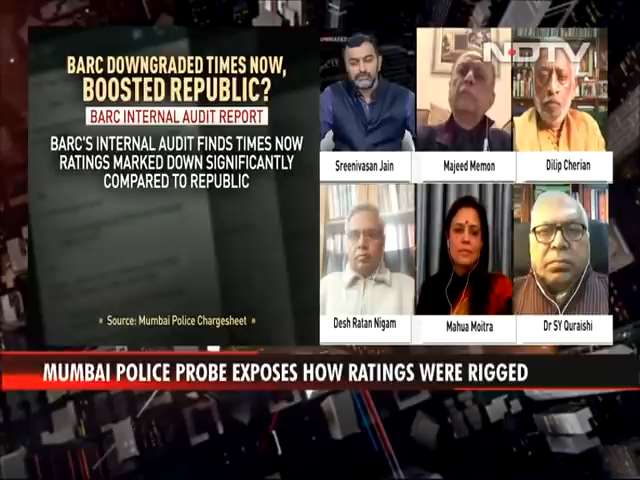 NDTV
BARC DOWNGRADED TIMES NOW,
BOOSTED REPUBLIC?
BARC INTERNAL AUDIT REPORT
BARC'S INTERNAL AUDIT FINDS TIMES NOW
RATINGS MARKED DOWN SIGNIFICANTLY
COMPARED TO REPUBLIC
Source: Mumbai Police Chargesheet
Sreenivasan Jain
Majeed Memon
Dilip Cherian
Desh Ratan Nigam
Mahua Moitra
Dr SY Quraishi
MUMBAI POLICE PROBE EXPOSES HOW RATINGS WERE RIGGED